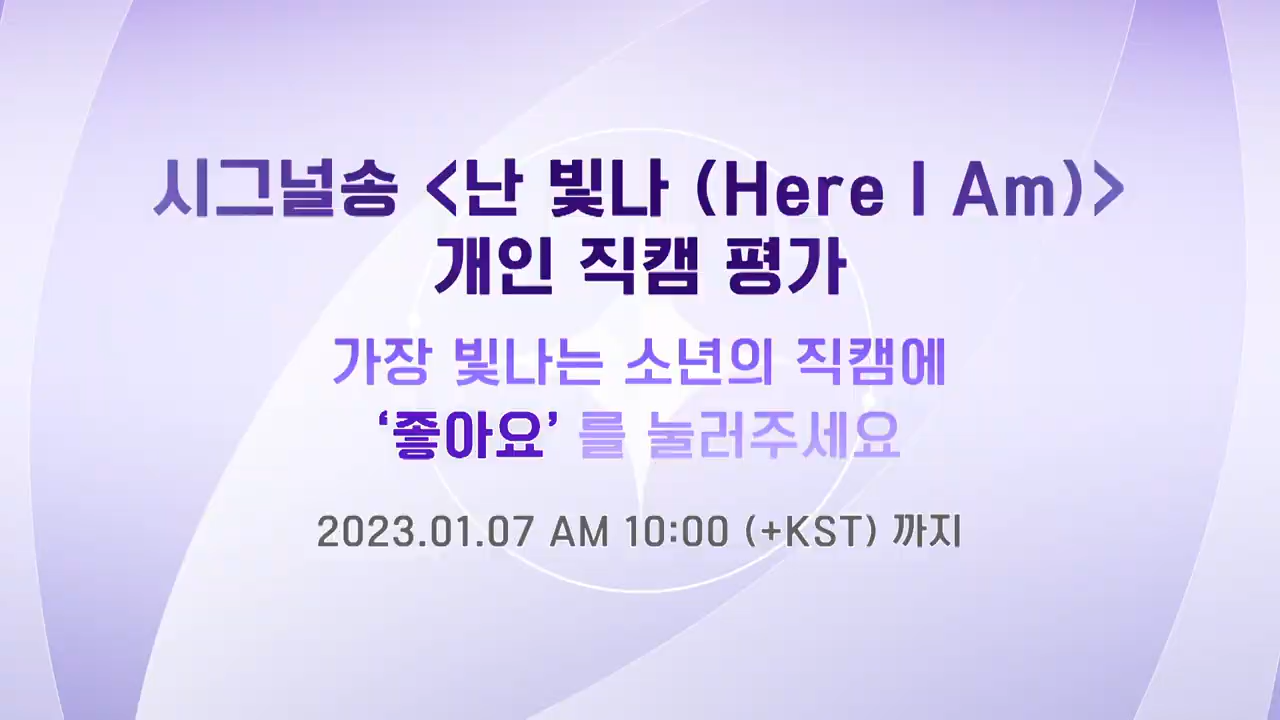 시그널송 <난 빛나 (Here I Am)>
개인 직캠 평가
가장 빛나는 소년의 직캠에
‘좋아요’ 를 눌러주세요
2023.01.07 AM 10:00 (+KST) 까지